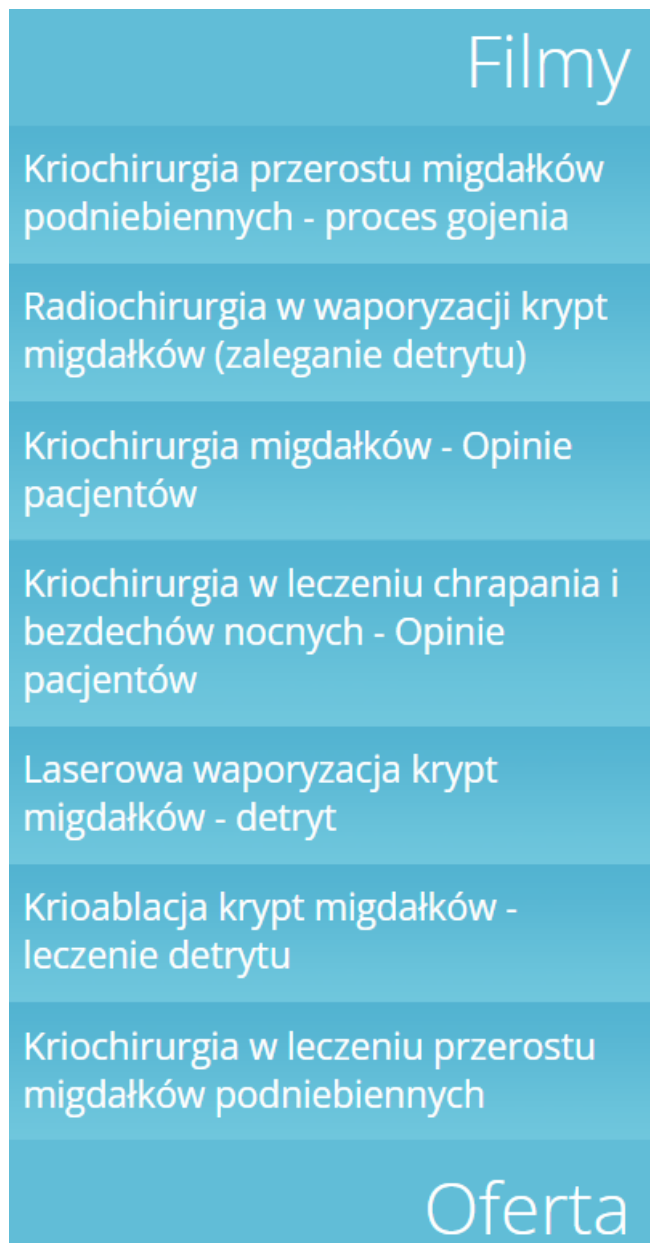 Filmy
Kriochirurgia przerostu migdałków
podniebiennych - proces gojenia
Radiochirurgia w waporyzacji krypt
migdałków (zaleganie detrytu)
Kriochirurgia migdałków - Opinie
pacjentów
Kriochirurgia w leczeniu chrapania i
bezdechów nocnych - Opinie
pacjentów
Laserowa waporyzacja krypt
migdałków - detryt
Krioablacja krypt migdałków -
leczenie detrytu
Kriochirurgia w leczeniu przerostu
migdałków podniebiennych
Oferta